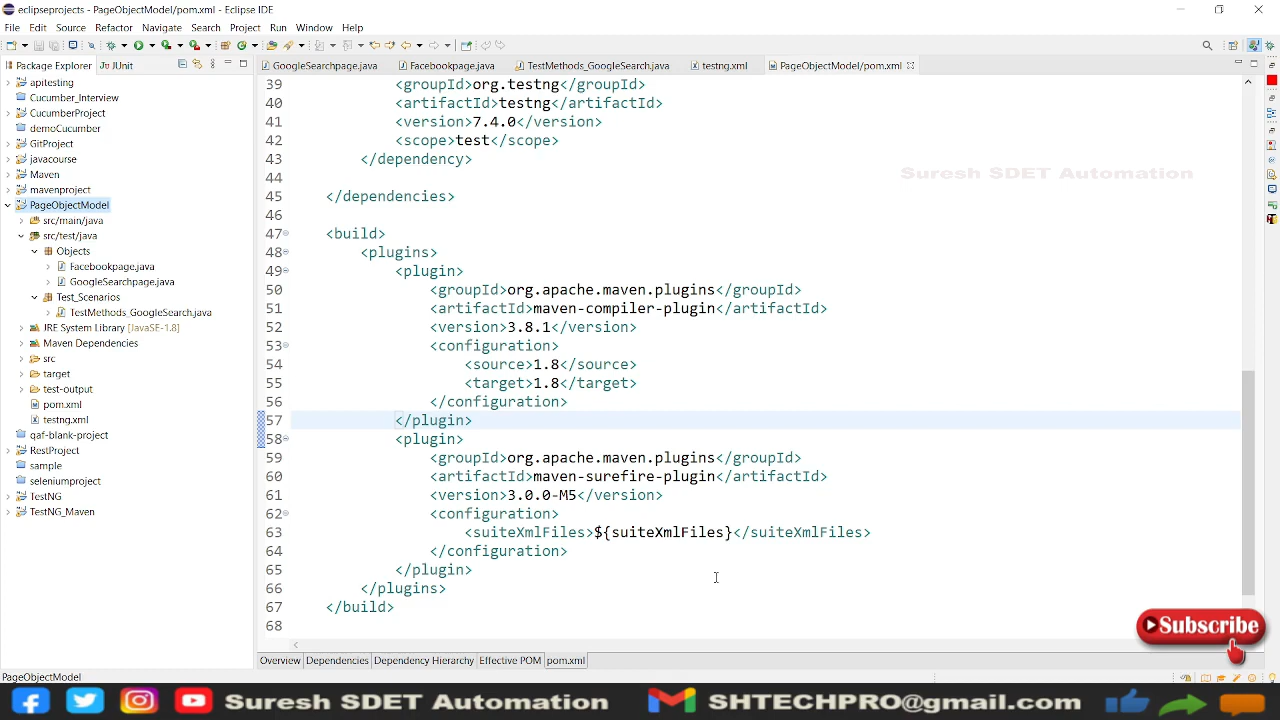 eclipseprojects - PageObjectModel/pom.xml - Eclipse IDE
File Edit Source Refactor Navigate Search Project Run Window Help
Package Explorer
JUnit
GoogleSearchpage.java
Facebookpage.java
TestMethods_GoogleSearch.java
testng.xml
PageObjectModel/pom.xml
apitesting
Cucumber_Interview
CucumberProject
demoCucumber
GitProject
javacourse
Maven
mavenproject
PageObjectModel
src/main/java
src/test/java
Objects
Facebookpage.java
GoogleSearchpage.java
Test_Scenarios
TestMethods_GoogleSearch.java
JRE System Library [JavaSE-1.8]
Maven Dependencies
src
target
test-output
pom.xml
testng.xml
qaf-blank-project
RestProject
sample
seleniumproject
TestNG
TestNG_Maven
39 <groupId>org.testng</groupId>
40 <artifactId>testng</artifactId>
41 <version>7.4.0</version>
42 <scope>test</scope>
43 </dependency>
44
45 </dependencies>
46
47 <build>
48 <plugins>
49 <plugin>
50 <groupId>org.apache.maven.plugins</groupId>
51 <artifactId>maven-compiler-plugin</artifactId>
52 <version>3.8.1</version>
53 <configuration>
54 <source>1.8</source>
55 <target>1.8</target>
56 </configuration>
57 </plugin>
58 <plugin>
59 <groupId>org.apache.maven.plugins</groupId>
60 <artifactId>maven-surefire-plugin</artifactId>
61 <version>3.0.0-M5</version>
62 <configuration>
63 <suiteXmlFiles>${suiteXmlFiles}</suiteXmlFiles>
64 </configuration>
65 </plugin>
66 </plugins>
67 </build>
68
Suresh SDET Automation
Subscribe
Overview Dependencies Dependency Hierarchy Effective POM pom.xml
PageObjectModel
Suresh SDET Automation
SHTECHPRO@gmail.com